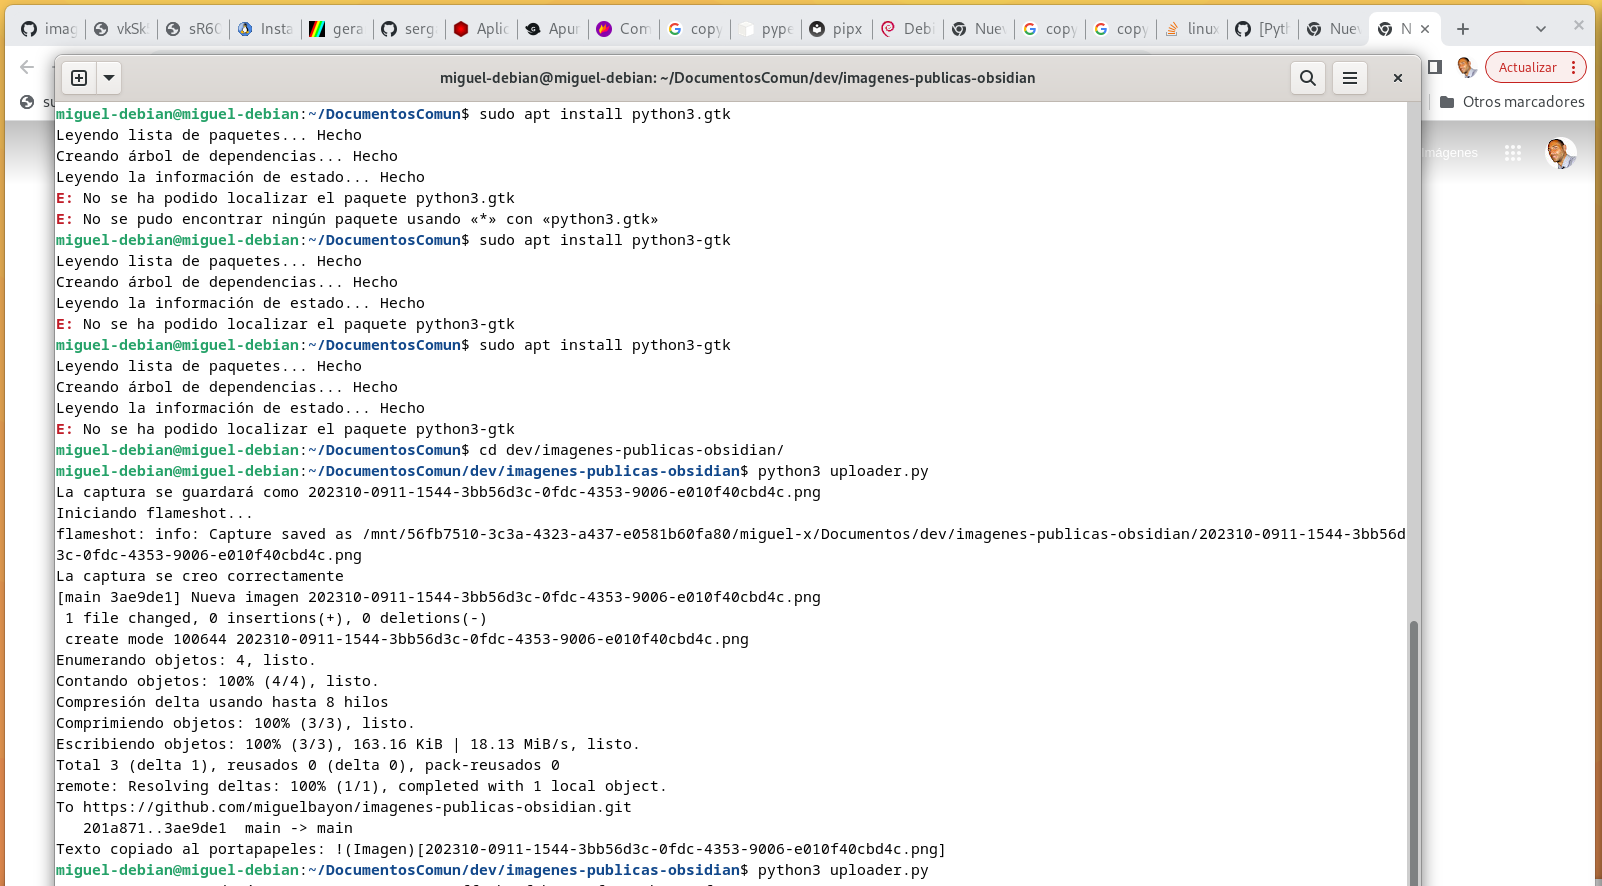 imag vkSk sR6( Insta gera serg Aplic Apur Com copy pype pipx Debi Nuev copy copy linux [Pyth Nuev N
Actualizar
su Otros marcadores
Imágenes
miguel-debian@miguel-debian: ~/DocumentosComun/dev/imagenes-publicas-obsidian
miguel-debian@miguel-debian:~/DocumentosComun$ sudo apt install python3.gtk
Leyendo lista de paquetes... Hecho
Creando árbol de dependencias... Hecho
Leyendo la información de estado... Hecho
E: No se ha podido localizar el paquete python3.gtk
E: No se pudo encontrar ningún paquete usando «*» con «python3.gtk»
miguel-debian@miguel-debian:~/DocumentosComun$ sudo apt install python3-gtk
Leyendo lista de paquetes... Hecho
Creando árbol de dependencias... Hecho
Leyendo la información de estado... Hecho
E: No se ha podido localizar el paquete python3-gtk
miguel-debian@miguel-debian:~/DocumentosComun$ sudo apt install python3-gtk
Leyendo lista de paquetes... Hecho
Creando árbol de dependencias... Hecho
Leyendo la información de estado... Hecho
E: No se ha podido localizar el paquete python3-gtk
miguel-debian@miguel-debian:~/DocumentosComun$ cd dev/imagenes-publicas-obsidian/
miguel-debian@miguel-debian:~/DocumentosComun/dev/imagenes-publicas-obsidian$ python3 uploader.py
La captura se guardará como 202310-0911-1544-3bb56d3c-0fdc-4353-9006-e010f40cbd4c.png
Iniciando flameshot...
flameshot: info: Capture saved as /mnt/56fb7510-3c3a-4323-a437-e0581b60fa80/miguel-x/Documentos/dev/imagenes-publicas-obsidian/202310-0911-1544-3bb56d
3c-0fdc-4353-9006-e010f40cbd4c.png
La captura se creo correctamente
[main 3ae9de1] Nueva imagen 202310-0911-1544-3bb56d3c-0fdc-4353-9006-e010f40cbd4c.png
1 file changed, 0 insertions(+), 0 deletions(-)
create mode 100644 202310-0911-1544-3bb56d3c-0fdc-4353-9006-e010f40cbd4c.png
Enumerando objetos: 4, listo.
Contando objetos: 100% (4/4), listo.
Compresión delta usando hasta 8 hilos
Comprimiendo objetos: 100% (3/3), listo.
Escribiendo objetos: 100% (3/3), 163.16 KiB | 18.13 MiB/s, listo.
Total 3 (delta 1), reusados 0 (delta 0), pack-reusados 0
remote: Resolving deltas: 100% (1/1), completed with 1 local object.
To https://github.com/miguelbayon/imagenes-publicas-obsidian.git
201a871..3ae9de1  main -> main
Texto copiado al portapapeles: !(Imagen)[202310-0911-1544-3bb56d3c-0fdc-4353-9006-e010f40cbd4c.png]
miguel-debian@miguel-debian:~/DocumentosComun/dev/imagenes-publicas-obsidian$ python3 uploader.py